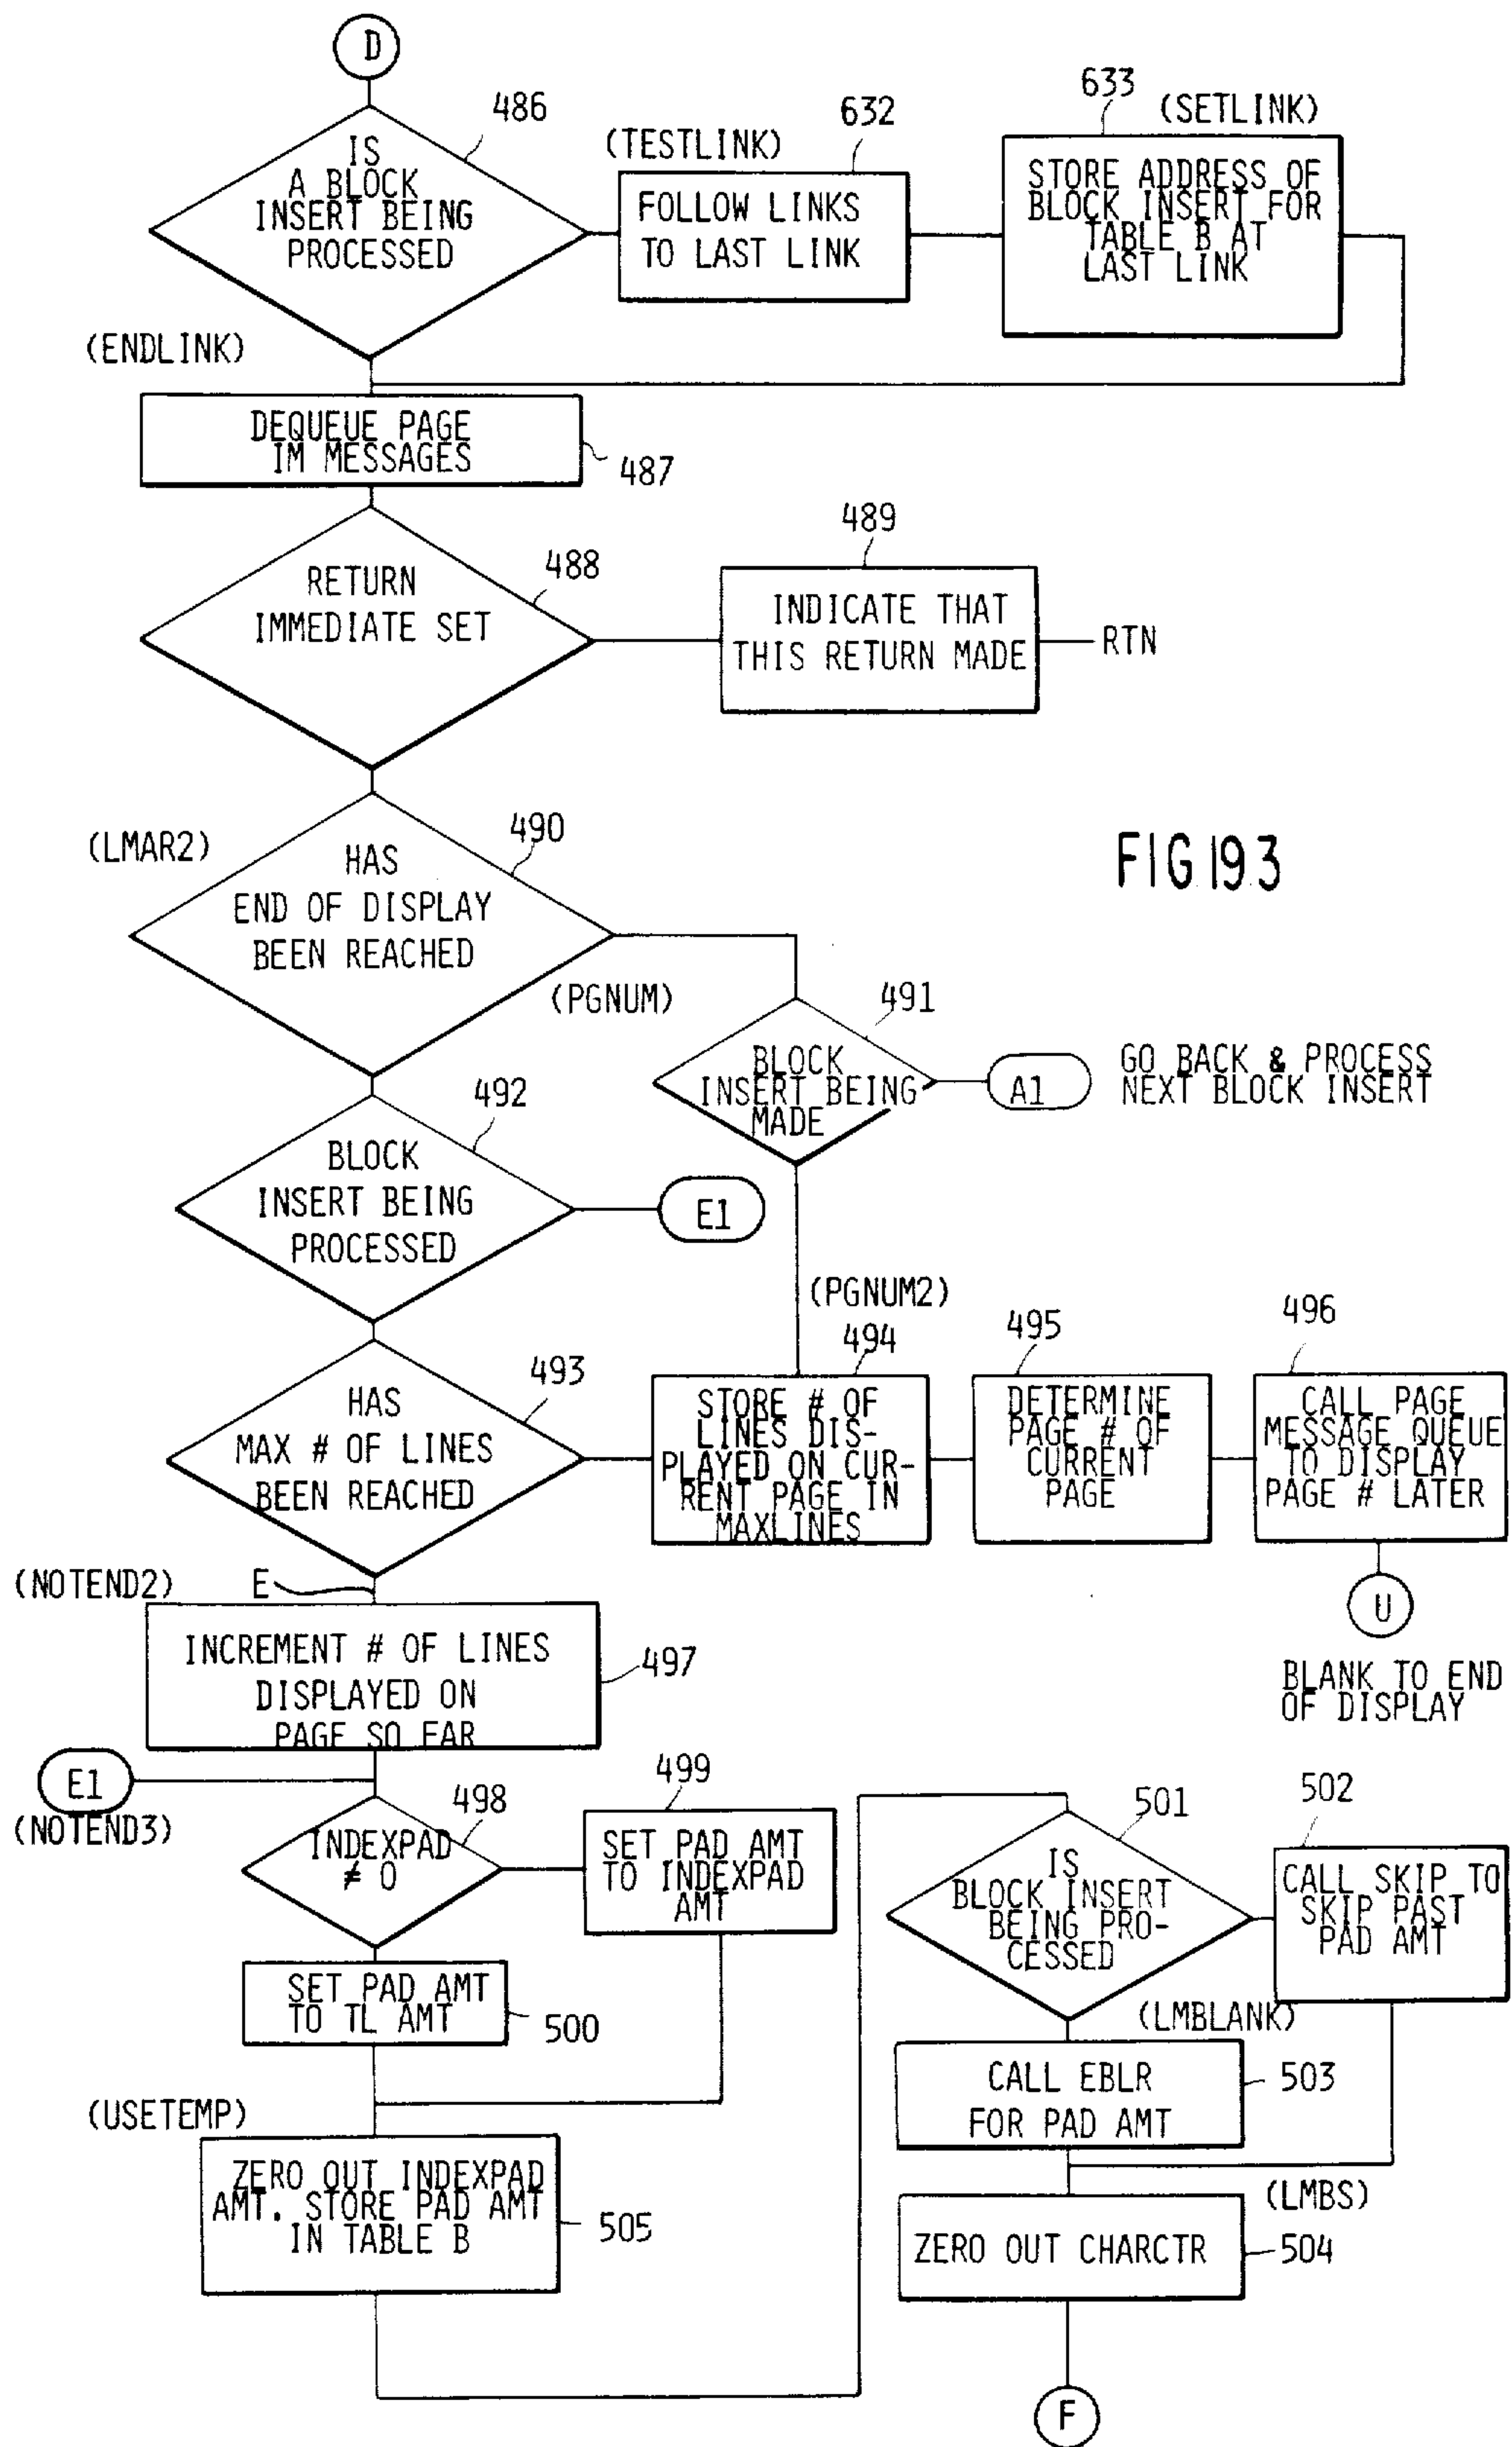 D
486
IS
A BLOCK
INSERT BEING
PROCESSED
(TESTLINK)
632
FOLLOW LINKS
TO LAST LINK
633
(SETLINK)
STORE ADDRESS OF
BLOCK INSERT FOR
TABLE B AT
LAST LINK
(ENDLINK)
DEQUEUE PAGE
IM MESSAGES
487
RETURN
IMMEDIATE SET
488
489
INDICATE THAT
THIS RETURN MADE
RTN
(LMAR2)
490
HAS
END OF DISPLAY
BEEN REACHED
FIG 19.3
(PGNUM)
491
BLOCK
INSERT BEING
MADE
A1
GO BACK & PROCESS
NEXT BLOCK INSERT
492
BLOCK
INSERT BEING
PROCESSED
E1
(PGNUM2)
493
HAS
MAX # OF LINES
BEEN REACHED
494
STORE # OF
LINES DIS-
PLAYED ON CUR-
RENT PAGE IN
MAXLINES
495
DETERMINE
PAGE # OF
CURRENT
PAGE
496
CALL PAGE
MESSAGE QUEUE
TO DISPLAY
PAGE # LATER
U
BLANK TO END
OF DISPLAY
(NOTEND2)
E
INCREMENT # OF LINES
DISPLAYED ON
PAGE SO FAR
497
E1
(NOTEND3)
498
INDEXPAD
≠ 0
499
SET PAD AMT
TO INDEXPAD
AMT
SET PAD AMT
TO TL AMT
500
(USETEMP)
ZERO OUT INDEXPAD
AMT. STORE PAD AMT
IN TABLE B
505
501
IS
BLOCK INSERT
BEING PRO-
CESSED
502
CALL SKIP TO
SKIP PAST
PAD AMT
(LMBLANK)
CALL EBLR
FOR PAD AMT
503
(LMBS)
ZERO OUT CHARCTR
504
F